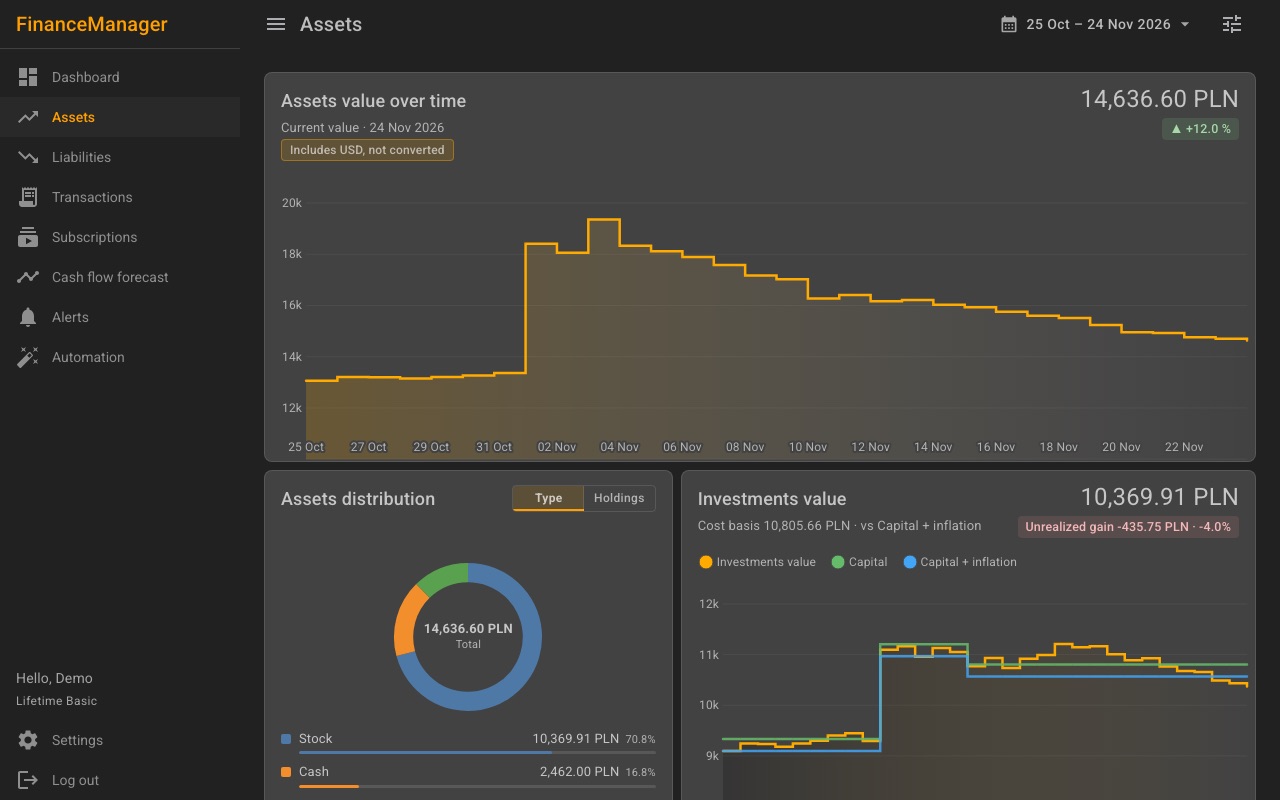 FinanceManager
Assets
25 Oct – 24 Nov 2026
Dashboard
Assets
Liabilities
Transactions
Subscriptions
Cash flow forecast
Alerts
Automation
Hello, Demo
Lifetime Basic
Settings
Log out
Assets value over time
14,636.60 PLN
Current value · 24 Nov 2026
▲ +12.0 %
Includes USD, not converted
20k
18k
16k
14k
12k
25 Oct 27 Oct 29 Oct 31 Oct 02 Nov 04 Nov 06 Nov 08 Nov 10 Nov 12 Nov 14 Nov 16 Nov 18 Nov 20 Nov 22 Nov
Assets distribution
Type Holdings
14,636.60 PLN
Total
Stock 10,369.91 PLN 70.8%
Cash 2,462.00 PLN 16.8%
Investments value
10,369.91 PLN
Cost basis 10,805.66 PLN · vs Capital + inflation
Unrealized gain -435.75 PLN · -4.0%
Investments value Capital Capital + inflation
12k
11k
10k
9k